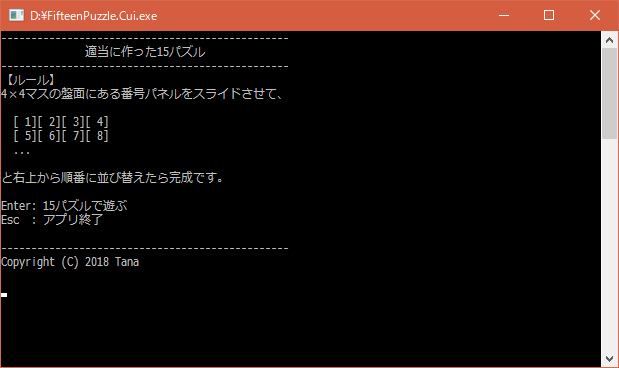 D:¥FifteenPuzzle.Cui.exe
------------------------------------------------
適当に作った15パズル
------------------------------------------------
【ルール】
4×4マスの盤面にある番号パネルをスライドさせて、
[ 1][ 2][ 3][ 4]
[ 5][ 6][ 7][ 8]
...
と右上から順番に並び替えたら完成です。
Enter: 15パズルで遊ぶ
Esc  : アプリ終了
------------------------------------------------
Copyright (C) 2018 Tana